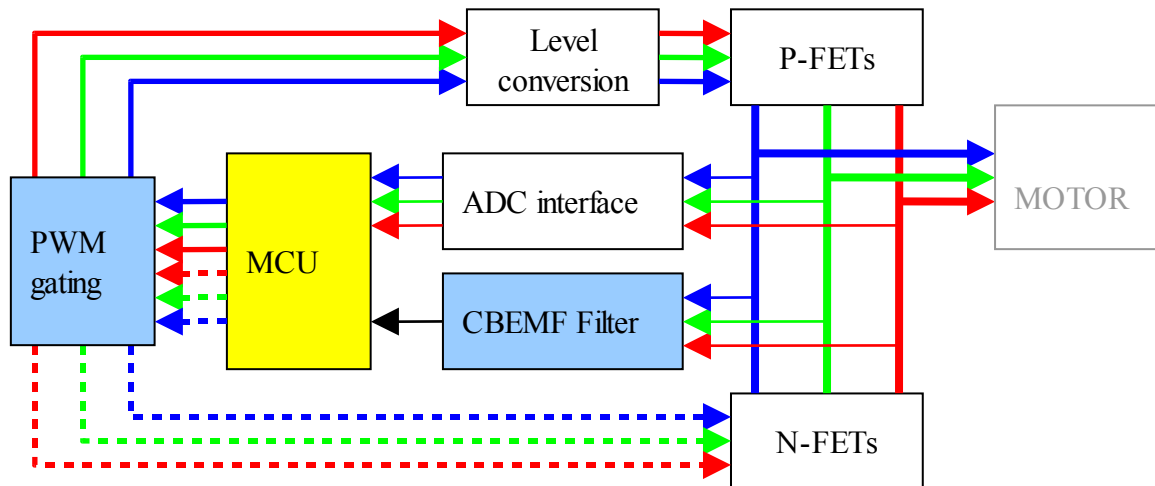 Level
conversion
P-FETs
PWM
gating
MCU
ADC interface
MOTOR
CBEMF Filter
N-FETs